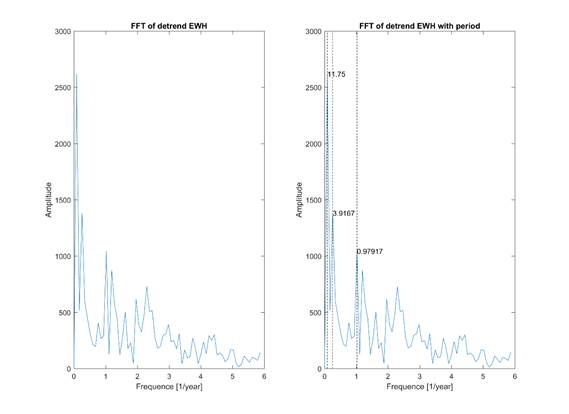 FFT of detrend EWH
3000
2500
2000
1500
1000
500
0
Amplitude
0 1 2 3 4 5 6
Frequence [1/year]
FFT of detrend EWH with period
3000
2500
2000
1500
1000
500
0
Amplitude
11.75
3.9167
0.97917
0 1 2 3 4 5 6
Frequence [1/year]